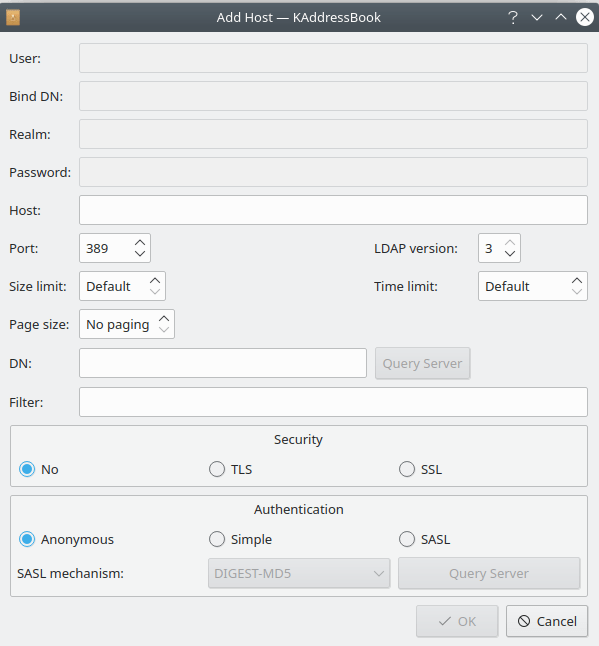 Add Host — KAddressBook
User:
Bind DN:
Realm:
Password:
Host:
Port: 389 LDAP version: 3
Size limit: Default Time limit: Default
Page size: No paging
DN: Query Server
Filter:
Security
No TLS SSL
Authentication
Anonymous Simple SASL
SASL mechanism: DIGEST-MD5 Query Server
OK Cancel